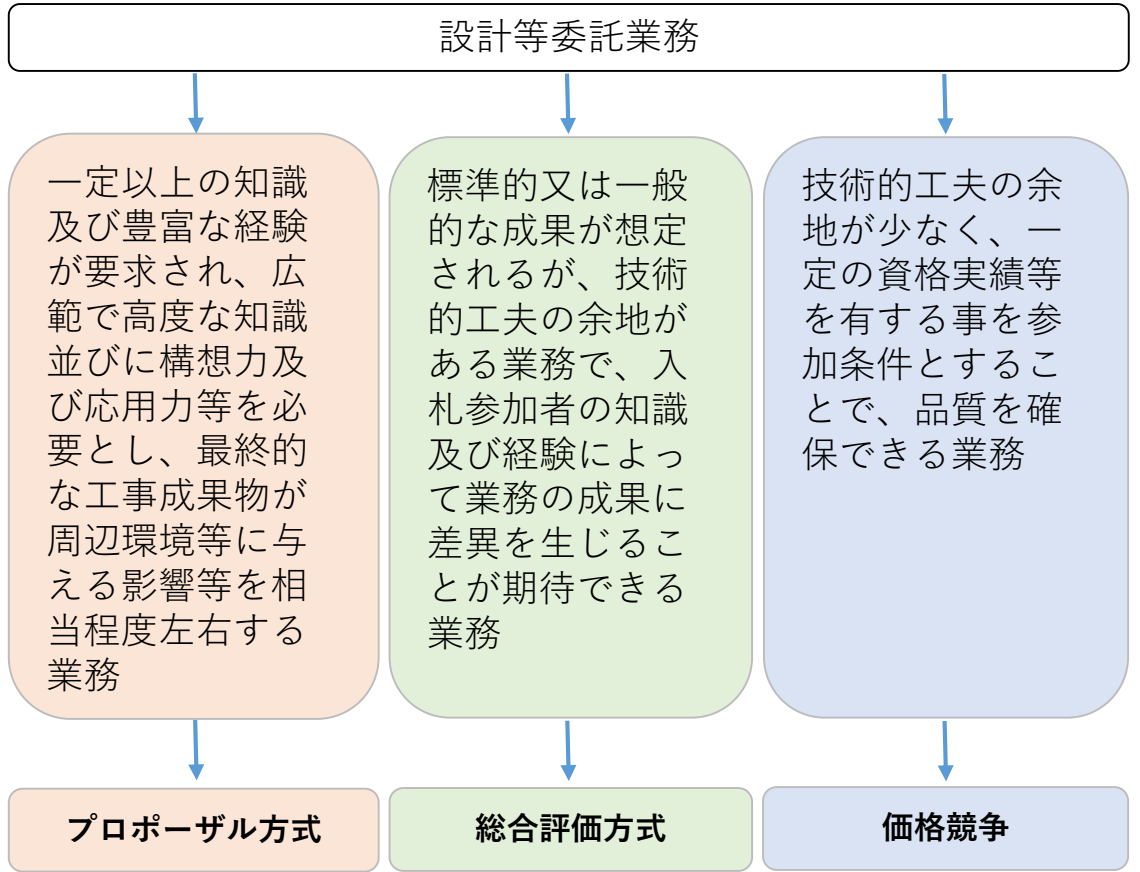 設計等委託業務
一定以上の知識
及び豊富な経験
が要求され、広
範で高度な知識
並びに構想力及
び応用力等を必
要とし、最終的
な工事成果物が
周辺環境等に与
える影響等を相
当程度左右する
業務
標準的又は一般
的な成果が想定
されるが、技術
的工夫の余地が
ある業務で、入
札参加者の知識
及び経験によっ
て業務の成果に
差異を生じるこ
とが期待できる
業務
技術的工夫の余
地が少なく、一
定の資格実績等
を有する事を参
加条件とするこ
とで、品質を確
保できる業務
プロポーザル方式
総合評価方式
価格競争